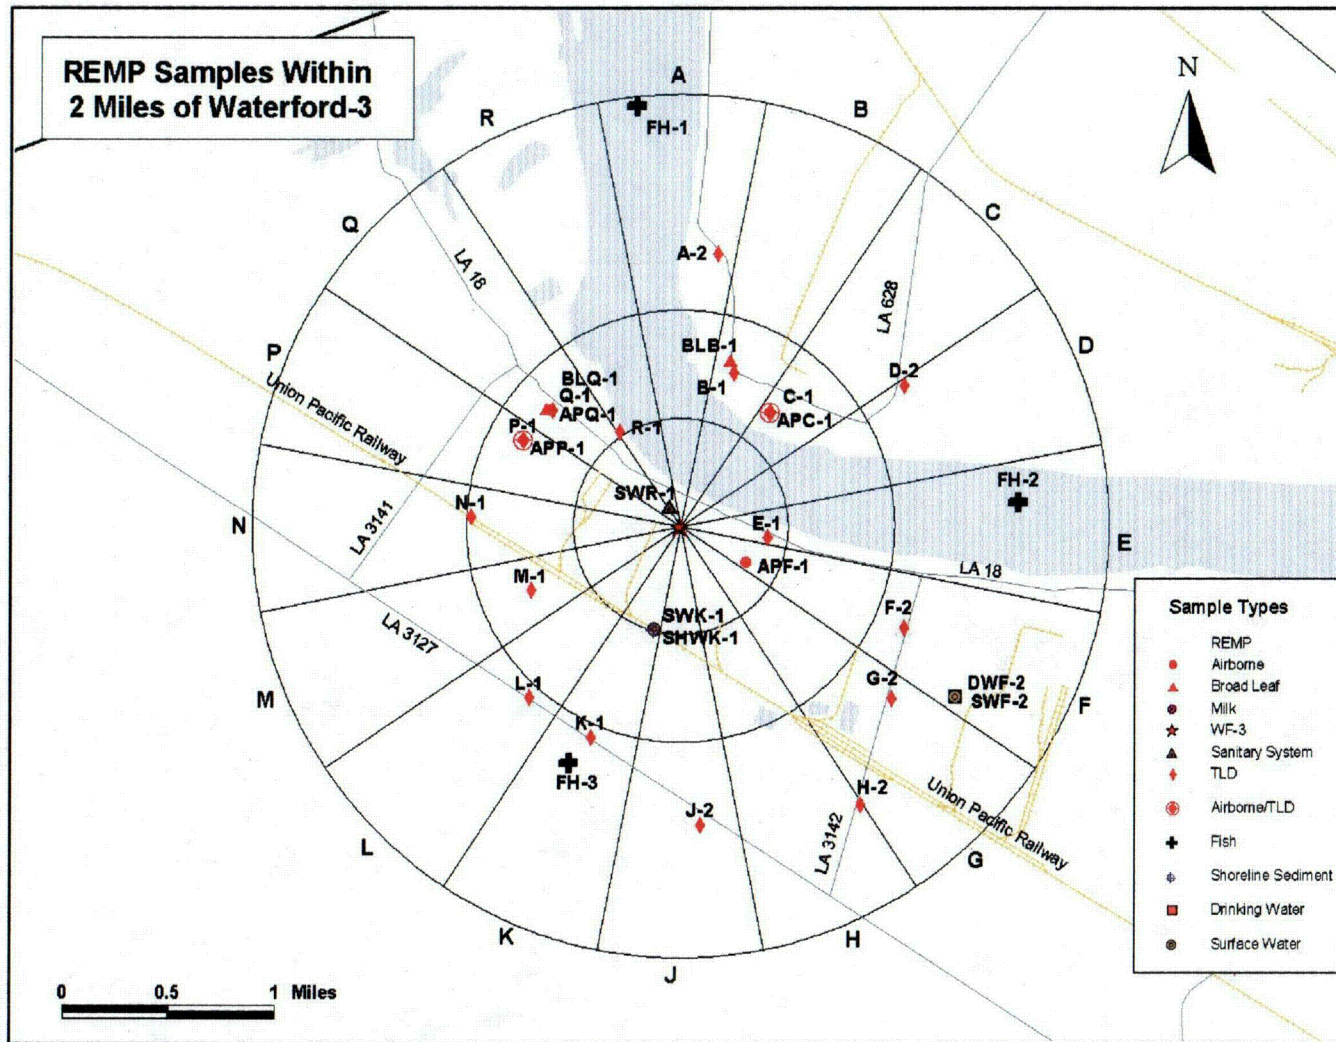 REMP Samples Within
2 Miles of Waterford-3
A
N
B
R
FH-1
C
Q
A-2
LA 18
LA 628
D
P
BLB-1
D-2
BLQ-1
B-1
C-1
Q-1
APC-1
APQ-1
Union Pacific Railway
P-1
R-1
APP-1
FH-2
SWR-1
N-1
N
E-1
E
LA 3141
APF-1
LA 18
M-1
SWK-1
SHWK-1
F-2
LA 3127
G-2
DWF-2
SWF-2
F
M
L-1
K-1
FH-3
H-2
Union Pacific Railway
J-2
LA 3142
L
G
K
H
J
Sample Types
REMP
Airborne
Broad Leaf
Milk
WF-3
Sanitary System
TLD
Airborne/TLD
Fish
Shoreline Sediment
Drinking Water
Surface Water
0 0.5 1 Miles